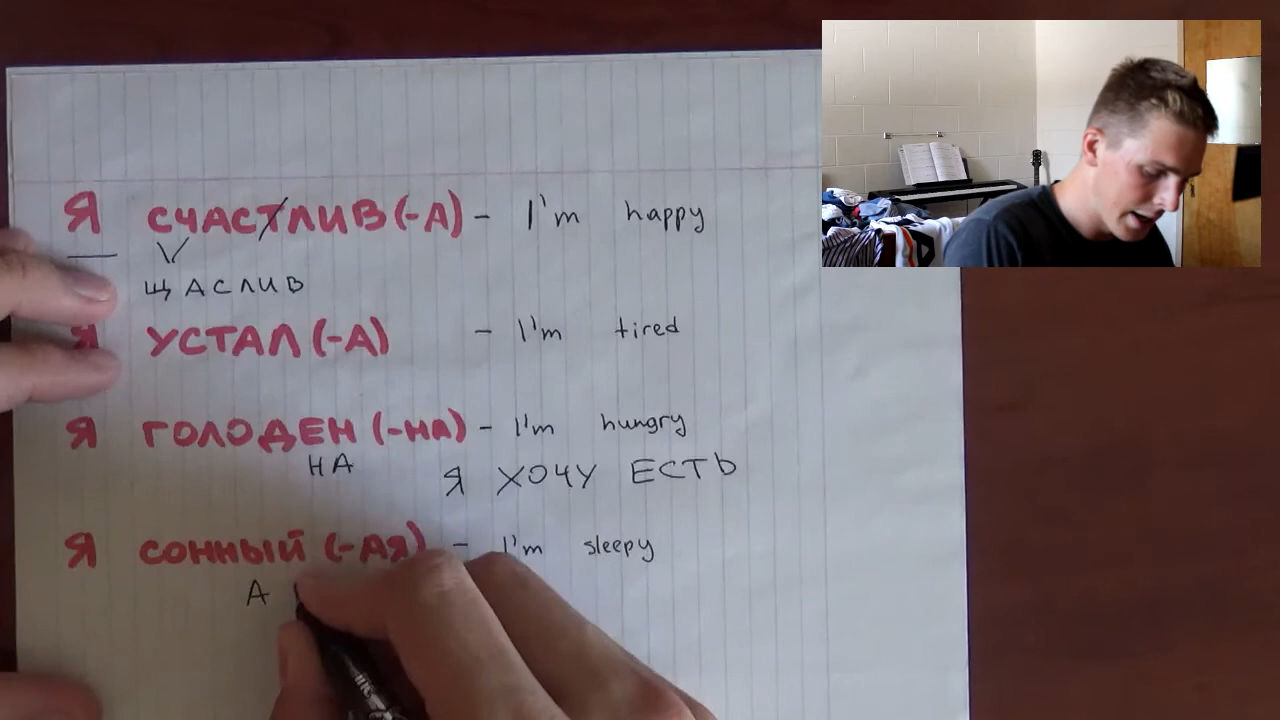 Я СЧАСТЛИВ (-А) - I'm happy
ЩАСЛИВ
Я УСТАЛ (-А) - I'm tired
Я ГОЛОДЕН (-НА) - I'm hungry
НА Я ХОЧУ ЕСТЬ
Я СОННЫЙ (-АЯ) - I'm sleepy
А